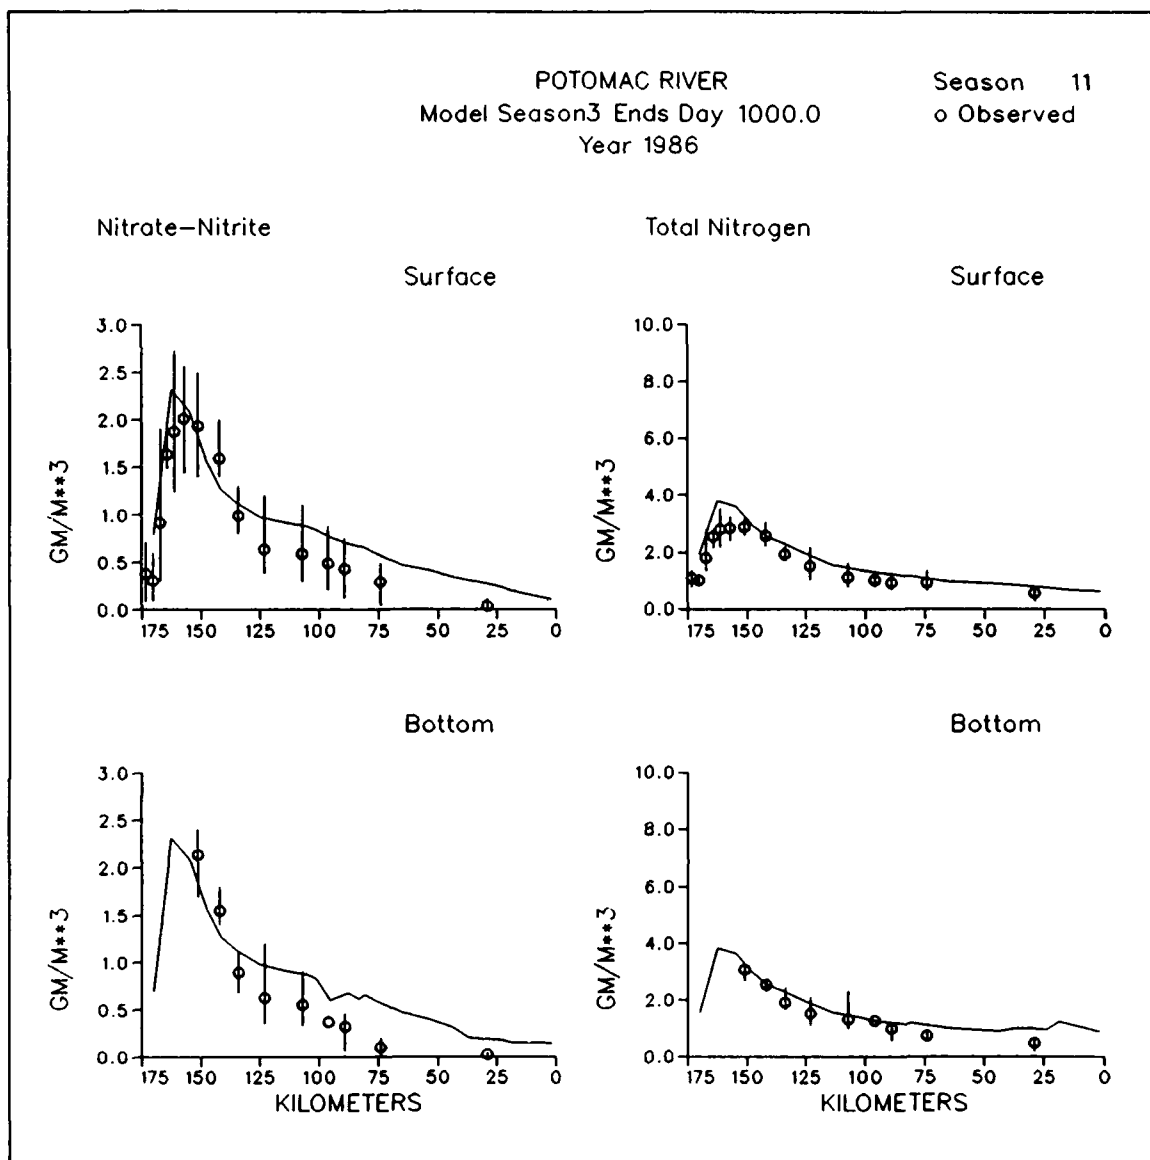 POTOMAC RIVER
Season 11
Model Season3 Ends Day 1000.0
o Observed
Year 1986
Nitrate-Nitrite
Total Nitrogen
Surface
Surface
3.0
2.5
2.0
1.5
1.0
0.5
0.0
GM/M**3
175 150 125 100 75 50 25 0
10.0
8.0
6.0
4.0
2.0
0.0
GM/M**3
175 150 125 100 75 50 25 0
Bottom
Bottom
3.0
2.5
2.0
1.5
1.0
0.5
0.0
GM/M**3
175 150 125 100 75 50 25 0
KILOMETERS
10.0
8.0
6.0
4.0
2.0
0.0
GM/M**3
175 150 125 100 75 50 25 0
KILOMETERS